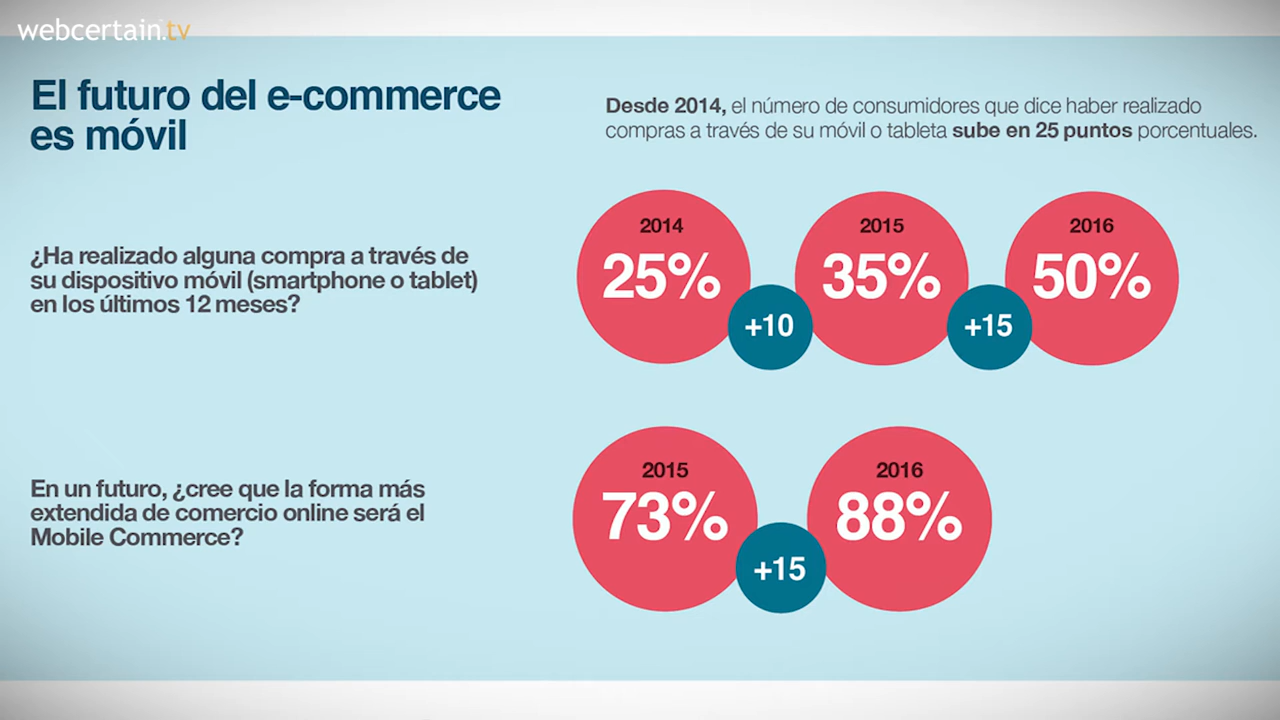 webcertain.tv
El futuro del e-commerce
es móvil
Desde 2014, el número de consumidores que dice haber realizado
compras a través de su móvil o tableta sube en 25 puntos porcentuales.
¿Ha realizado alguna compra a través de
su dispositivo móvil (smartphone o tablet)
en los últimos 12 meses?
2014
25%
+10
2015
35%
+15
2016
50%
En un futuro, ¿cree que la forma más
extendida de comercio online será el
Mobile Commerce?
2015
73%
+15
2016
88%